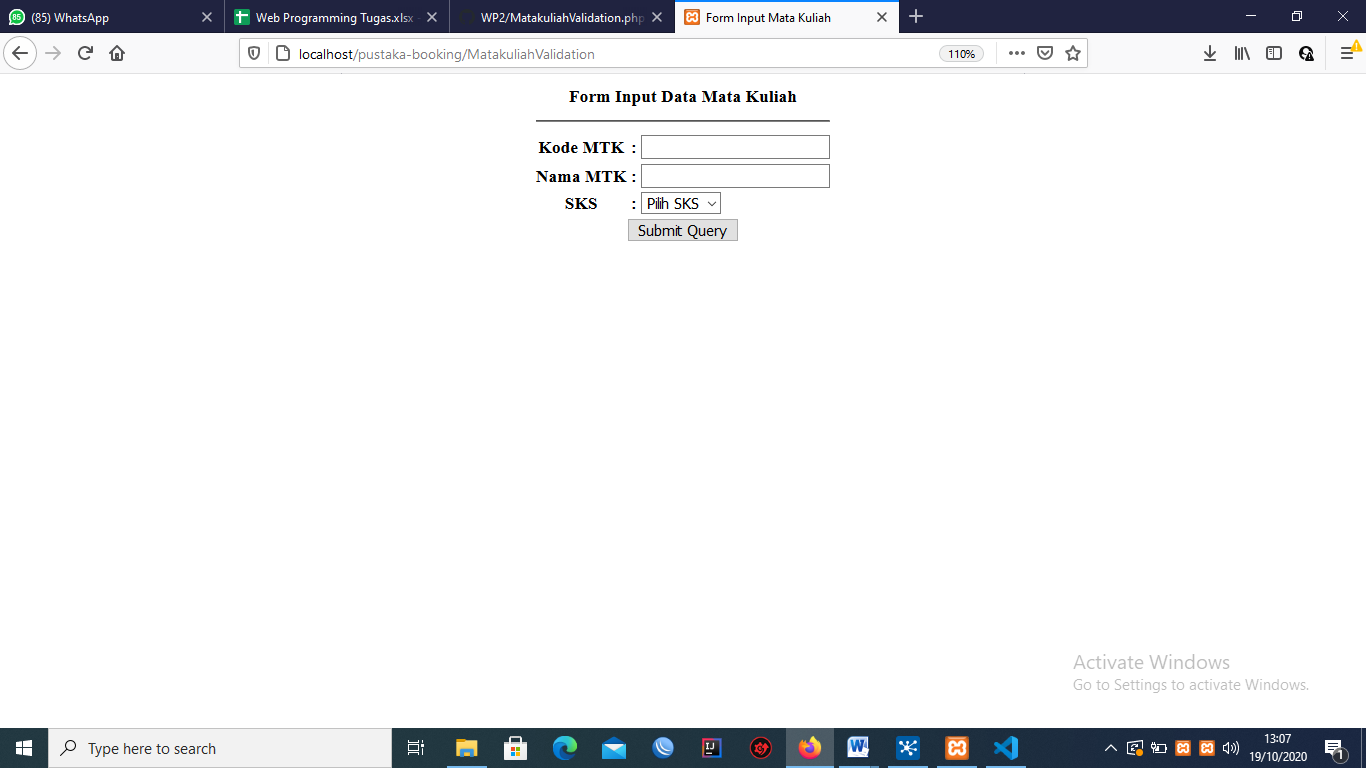 (85) WhatsApp
Web Programming Tugas.xlsx -
WP2/MatakuliahValidation.php
Form Input Mata Kuliah
localhost/pustaka-booking/MatakuliahValidation
110%
Form Input Data Mata Kuliah
Kode MTK :
Nama MTK :
SKS : Pilih SKS
Submit Query
Activate Windows
Go to Settings to activate Windows.
Type here to search
13:07
19/10/2020
1